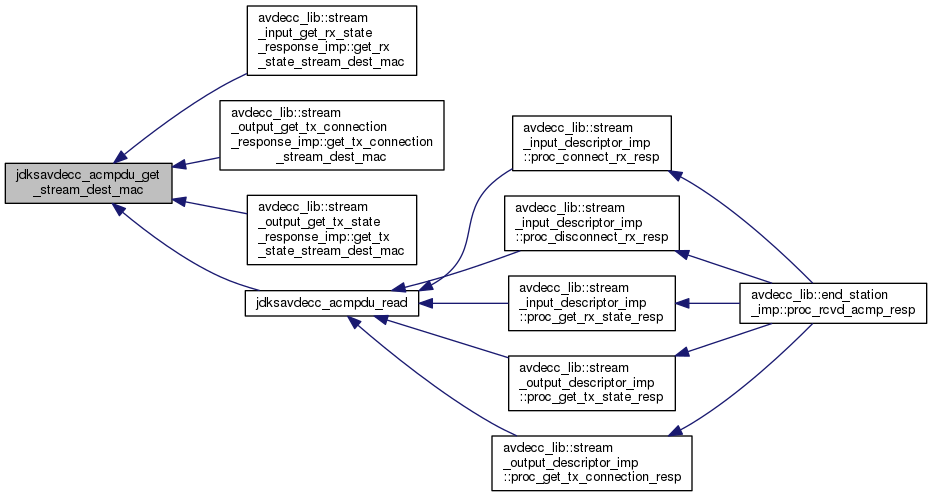 jdksavdecc_acmpdu_get
_stream_dest_mac
avdecc_lib::stream
_input_get_rx_state
_response_imp::get_rx
_state_stream_dest_mac
avdecc_lib::stream
_output_get_tx_connection
_response_imp::get_tx_connection
_stream_dest_mac
avdecc_lib::stream
_output_get_tx_state
_response_imp::get_tx
_state_stream_dest_mac
jdksavdecc_acmpdu_read
avdecc_lib::stream
_input_descriptor_imp
::proc_connect_rx_resp
avdecc_lib::stream
_input_descriptor_imp
::proc_disconnect_rx_resp
avdecc_lib::stream
_input_descriptor_imp
::proc_get_rx_state_resp
avdecc_lib::stream
_output_descriptor_imp
::proc_get_tx_state_resp
avdecc_lib::stream
_output_descriptor_imp
::proc_get_tx_connection_resp
avdecc_lib::end_station
_imp::proc_rcvd_acmp_resp